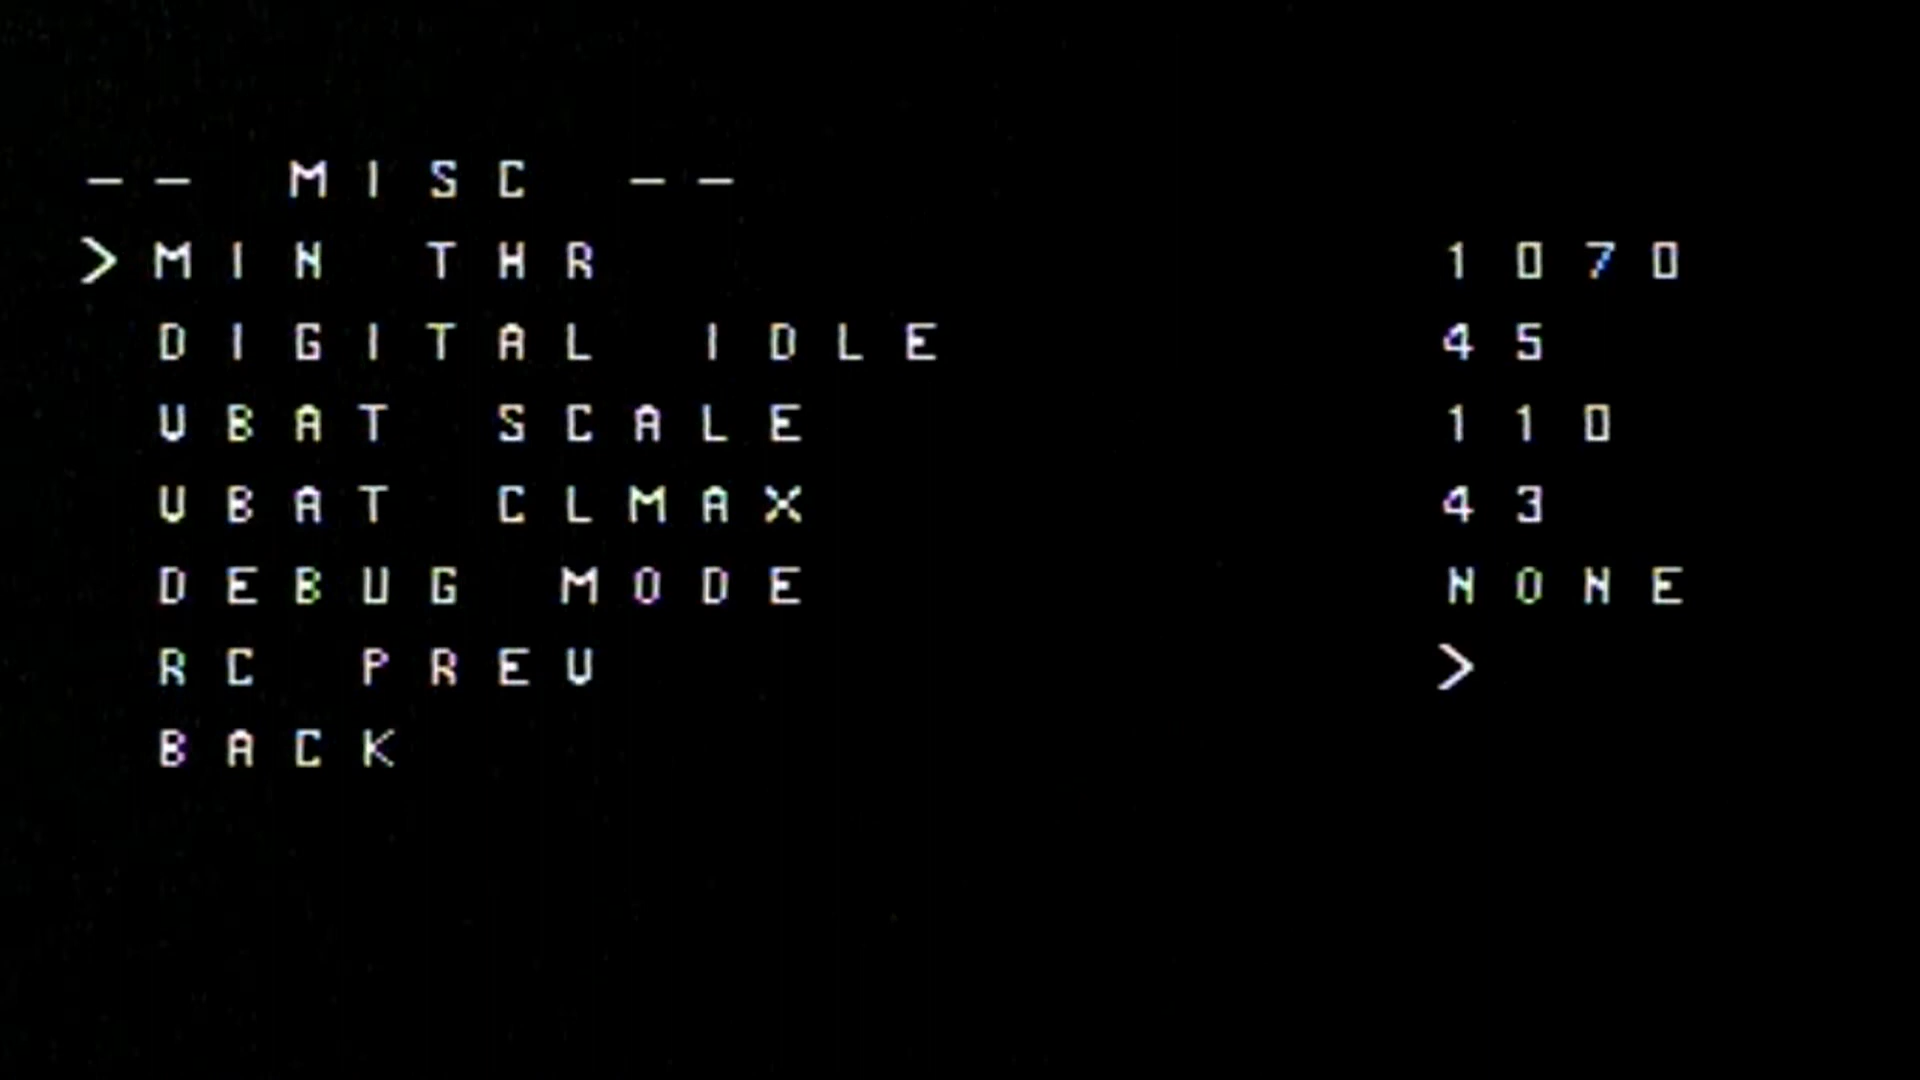 -- MISC --
>MIN THR 1070
DIGITAL IDLE 45
VBAT SCALE 110
VBAT CLMAX 43
DEBUG MODE NONE
RC PREV >
BACK